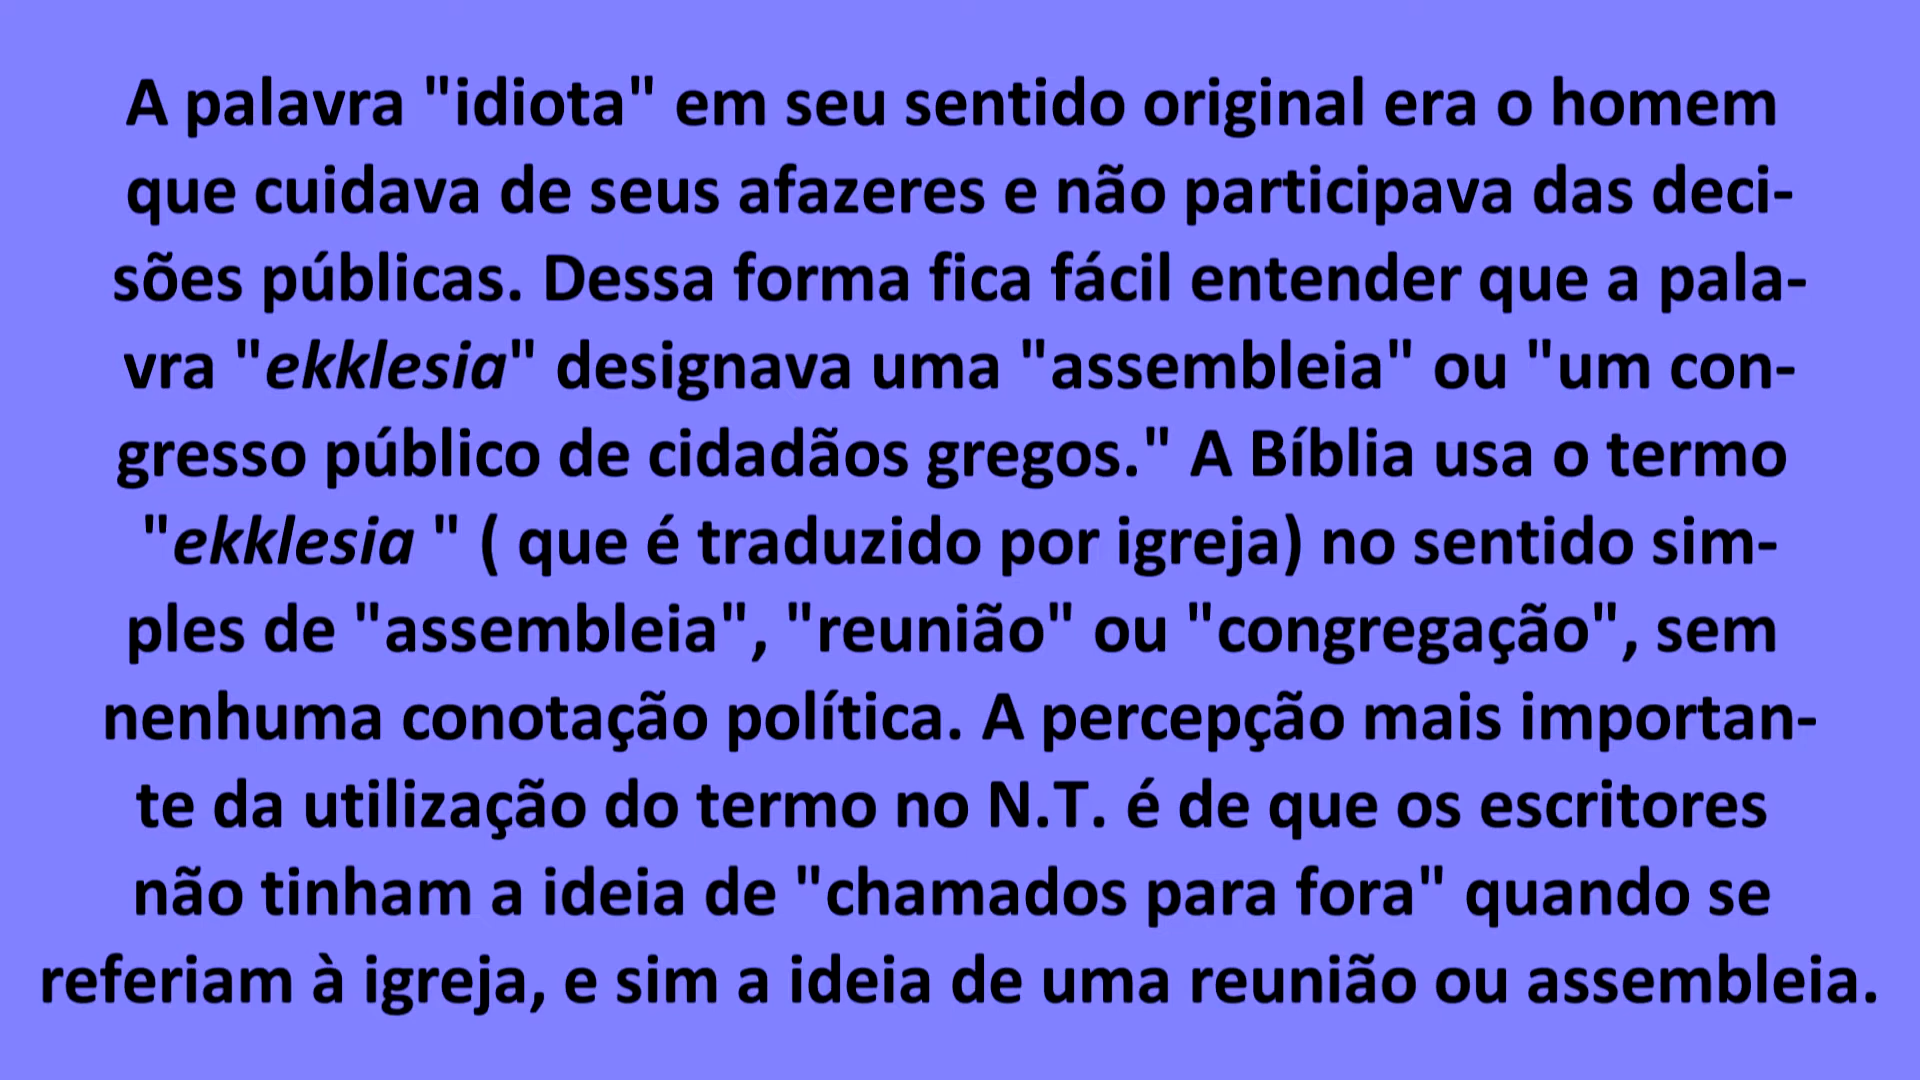 A palavra "idiota" em seu sentido original era o homem
que cuidava de seus afazeres e não participava das deci-
sões públicas. Dessa forma fica fácil entender que a pala-
vra "ekklesia" designava uma "assembleia" ou "um con-
gresso público de cidadãos gregos." A Bíblia usa o termo
"ekklesia " ( que é traduzido por igreja) no sentido sim-
ples de "assembleia", "reunião" ou "congregação", sem
nenhuma conotação política. A percepção mais importan-
te da utilização do termo no N.T. é de que os escritores
não tinham a ideia de "chamados para fora" quando se
referiam à igreja, e sim a ideia de uma reunião ou assembleia.